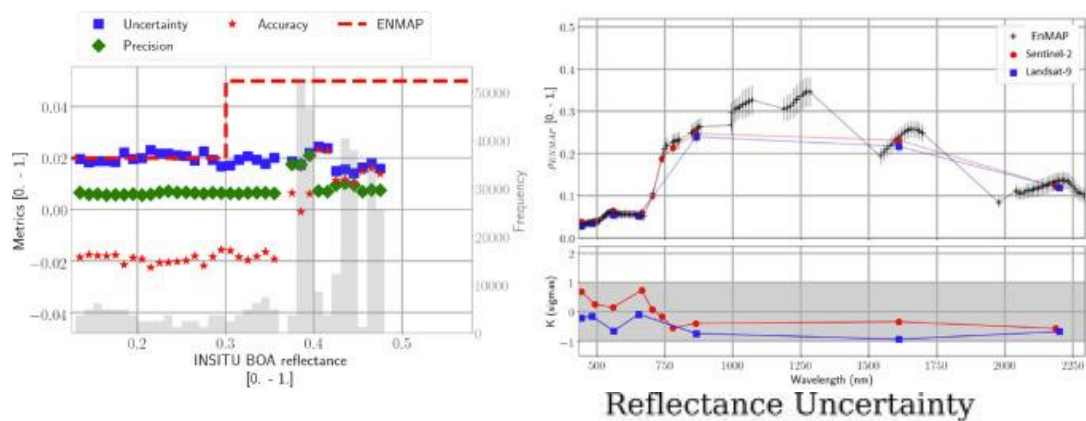 Uncertainty
Accuracy
ENMAP
Precision
Metrics [0. - 1.]
0.04
0.02
0.00
−0.02
−0.04
50000
40000
30000
20000
10000
0
Frequency
0.2
0.3
0.4
0.5
INSITU BOA reflectance
[0. - 1.]
ρENMAP [0. - 1.]
0.5
0.4
0.3
0.2
0.1
0.0
EnMAP
Sentinel-2
Landsat-9
K (sigmas)
2
1
0
−1
500
750
1000
1250
1500
1750
2000
2250
Wavelength (nm)
Reflectance Uncertainty